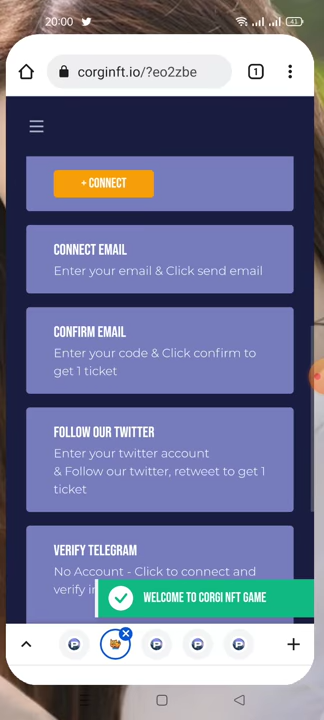 20:00
43
corginft.io/?eo2zbe
1
+ CONNECT
CONNECT EMAIL
Enter your email & Click send email
CONFIRM EMAIL
Enter your code & Click confirm to
get 1 ticket
FOLLOW OUR TWITTER
Enter your twitter account
& Follow our twitter, retweet to get 1
ticket
VERIFY TELEGRAM
No Account - Click to connect and
verify in
WELCOME TO CORGI NFT GAME